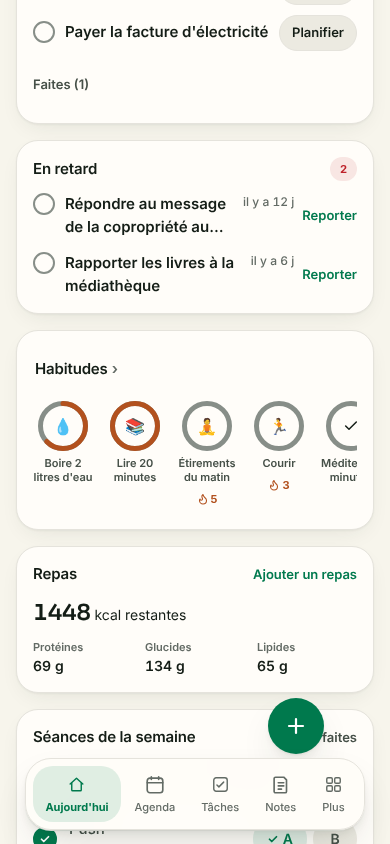 Payer la facture d'électricité
Planifier
Faites (1)
En retard
2
Répondre au message
de la copropriété au…
il y a 12 j
Reporter
Rapporter les livres à la
médiathèque
il y a 6 j
Reporter
Habitudes ›
Boire 2
litres d'eau
Lire 20
minutes
Étirements
du matin
5
Courir
3
Médite
minut
Repas
Ajouter un repas
1448 kcal restantes
Protéines
Glucides
Lipides
69 g
134 g
65 g
Séances de la semaine
faites
Aujourd'hui
Agenda
Tâches
Notes
Plus
Push
A
B